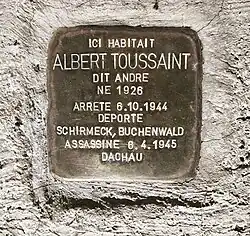 ICI HABITAIT
ALBERT TOUSSAINT
DIT ANDRE
NE 1926
ARRETE 6.10.1944
DEPORTE
SCHIRMECK, BUCHENWALD
ASSASSINE 6.4.1945
DACHAU